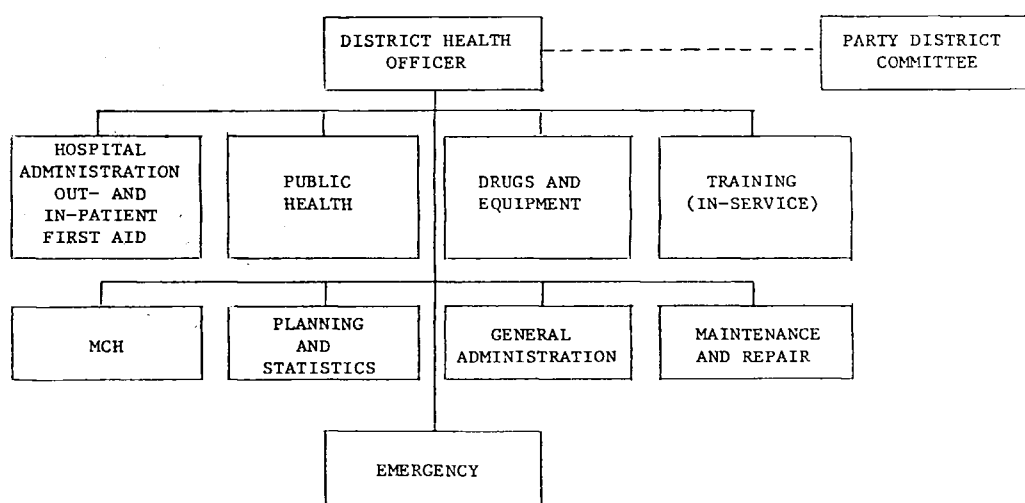 DISTRICT HEALTH
OFFICER
PARTY DISTRICT
COMMITTEE
HOSPITAL
ADMINISTRATION
OUT- AND
IN-PATIENT
FIRST AID
PUBLIC
HEALTH
DRUGS AND
EQUIPMENT
TRAINING
(IN-SERVICE)
MCH
PLANNING
AND
STATISTICS
GENERAL
ADMINISTRATION
MAINTENANCE
AND REPAIR
EMERGENCY